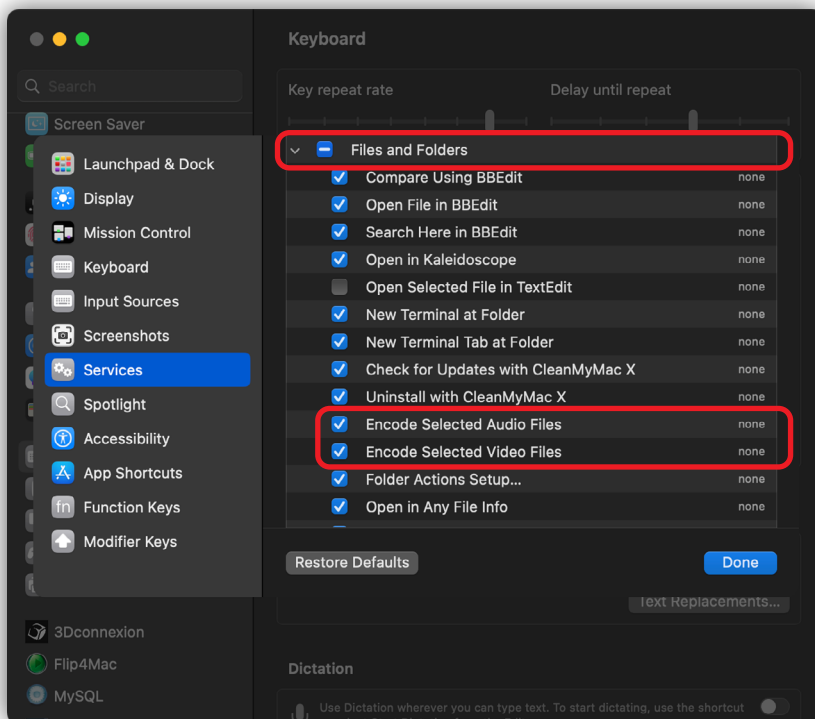 Keyboard
Search
Key repeat rate
Delay until repeat
Screen Saver
Launchpad & Dock
Display
Mission Control
Keyboard
Input Sources
Screenshots
Services
Spotlight
Accessibility
App Shortcuts
fn Function Keys
Modifier Keys
Files and Folders
Compare Using BBEdit none
Open File in BBEdit none
Search Here in BBEdit none
Open in Kaleidoscope none
Open Selected File in TextEdit none
New Terminal at Folder none
New Terminal Tab at Folder none
Check for Updates with CleanMyMac X none
Uninstall with CleanMyMac X none
Encode Selected Audio Files none
Encode Selected Video Files none
Folder Actions Setup... none
Open in Any File Info none
Restore Defaults
Done
Text Replacements...
3Dconnexion
Flip4Mac
MySQL
Dictation
Use Dictation wherever you can type text. To start dictating, use the shortcut